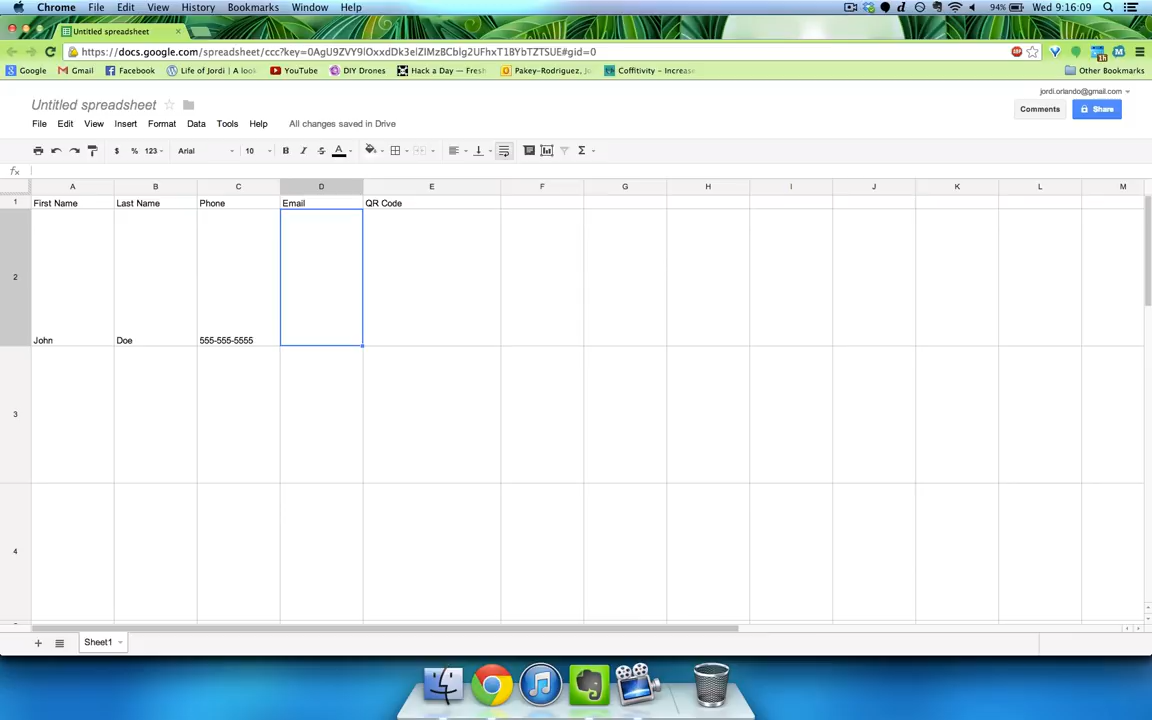 Chrome File Edit View History Bookmarks Window Help 94% Wed 9:16:09
Untitled spreadsheet
https://docs.google.com/spreadsheet/ccc?key=
Google Gmail Facebook Life of Jordi | A look YouTube DIY Drones Hack a Day — Fresh Pakey-Rodriguez, Jo Coffitivity - Increase Other Bookmarks
jordi.orlando@gmail.com
Untitled spreadsheet Comments Share
File Edit View Insert Format Data Tools Help All changes saved in Drive
$ % 123 Arial 10 B I S A Σ
fx
A B C D E F G H I J K L M
1 First Name Last Name Phone Email QR Code
2
John Doe 555-555-5555
3
4
+ Sheet1